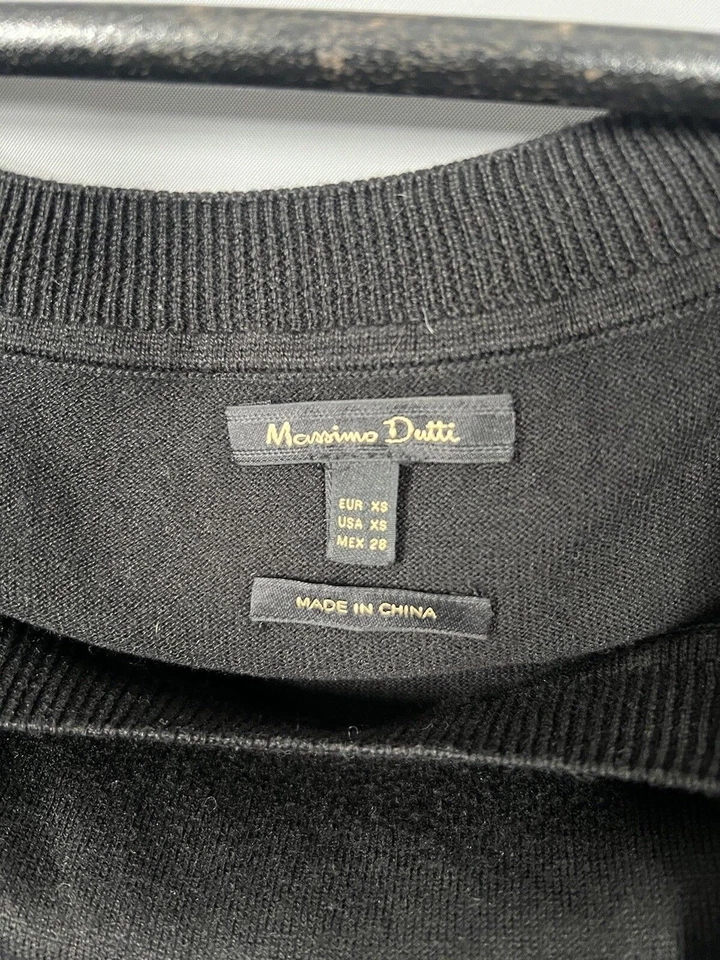 Massimo Dutti
EUR XS
USA XS
MEX 28
MADE IN CHINA